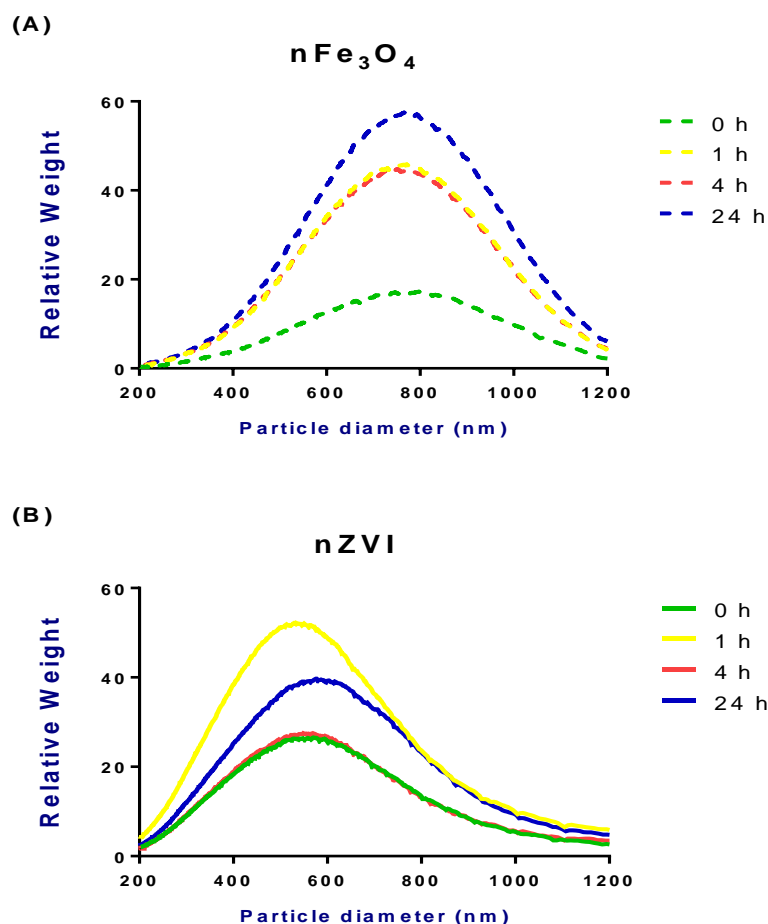 (A)
nFe₃O₄
Relative Weight
60
40
20
0
200 400 600 800 1000 1200
Particle diameter (nm)
0 h
1 h
4 h
24 h
(B)
nZVI
Relative Weight
60
40
20
0
200 400 600 800 1000 1200
Particle diameter (nm)
0 h
1 h
4 h
24 h